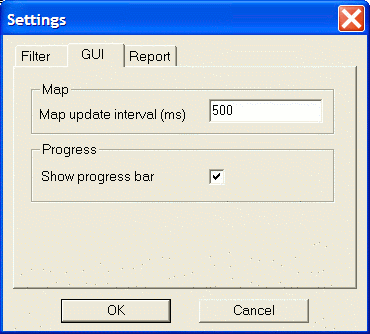 Settings
Filter GUI Report
Map
Map update interval (ms) 500
Progress
Show progress bar
OK Cancel